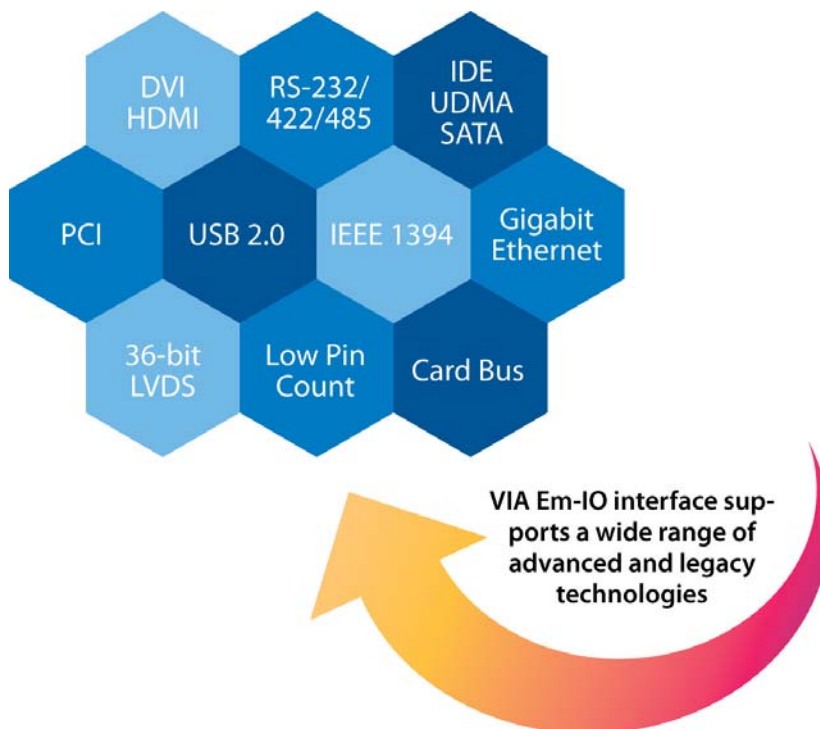 DVI
HDMI
RS-232/
422/485
IDE
UDMA
SATA
PCI
USB 2.0
IEEE 1394
Gigabit
Ethernet
36-bit
LVDS
Low Pin
Count
Card Bus
VIA Em-IO interface sup-
ports a wide range of
advanced and legacy
technologies